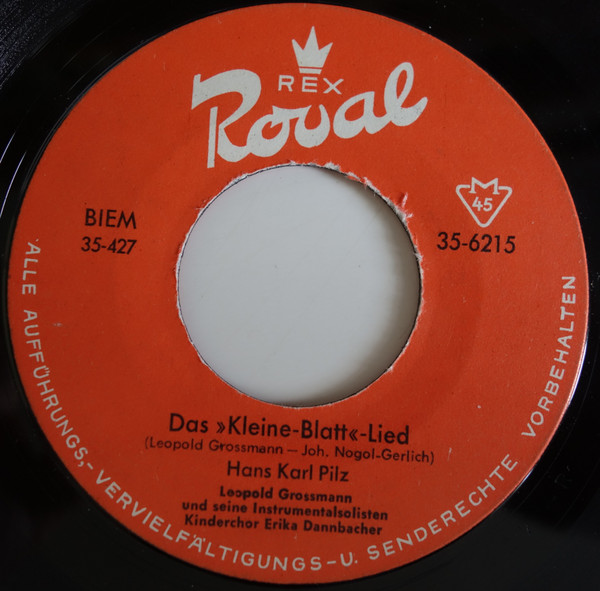 REX
Royal
BIEM
35-427
M
45
35-6215
Das »Kleine-Blatt«-Lied
(Leopold Grossmann — Joh. Nogol-Gerlich)
Hans Karl Pilz
Leopold Grossmann
und seine Instrumentalsolisten
Kinderchor Erika Dannbacher
ALLE AUFFÜHRUNGS,-VERVIELFÄLTIGUNGS-U. SENDERECHTE VORBEHALTEN